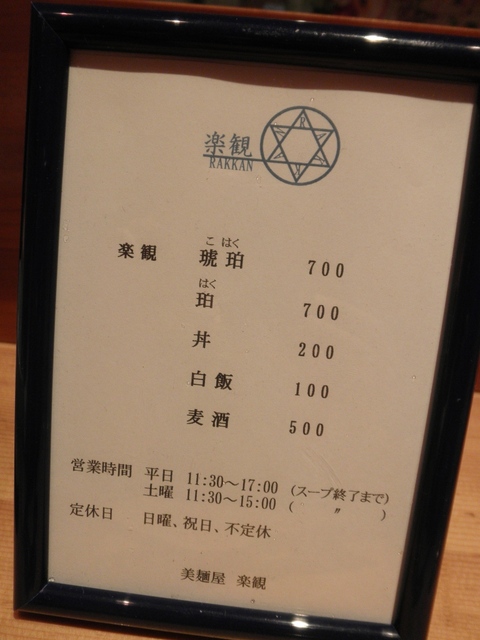 楽観
RAKKAN
こ はく
楽観 琥珀 700
はく
珀 700
丼 200
白飯 100
麦酒 500
営業時間 平日 11:30～17:00 (スープ終了まで)
土曜 11:30～15:00 ( 〃 )
定休日 日曜、祝日、不定休
美麺屋 楽観